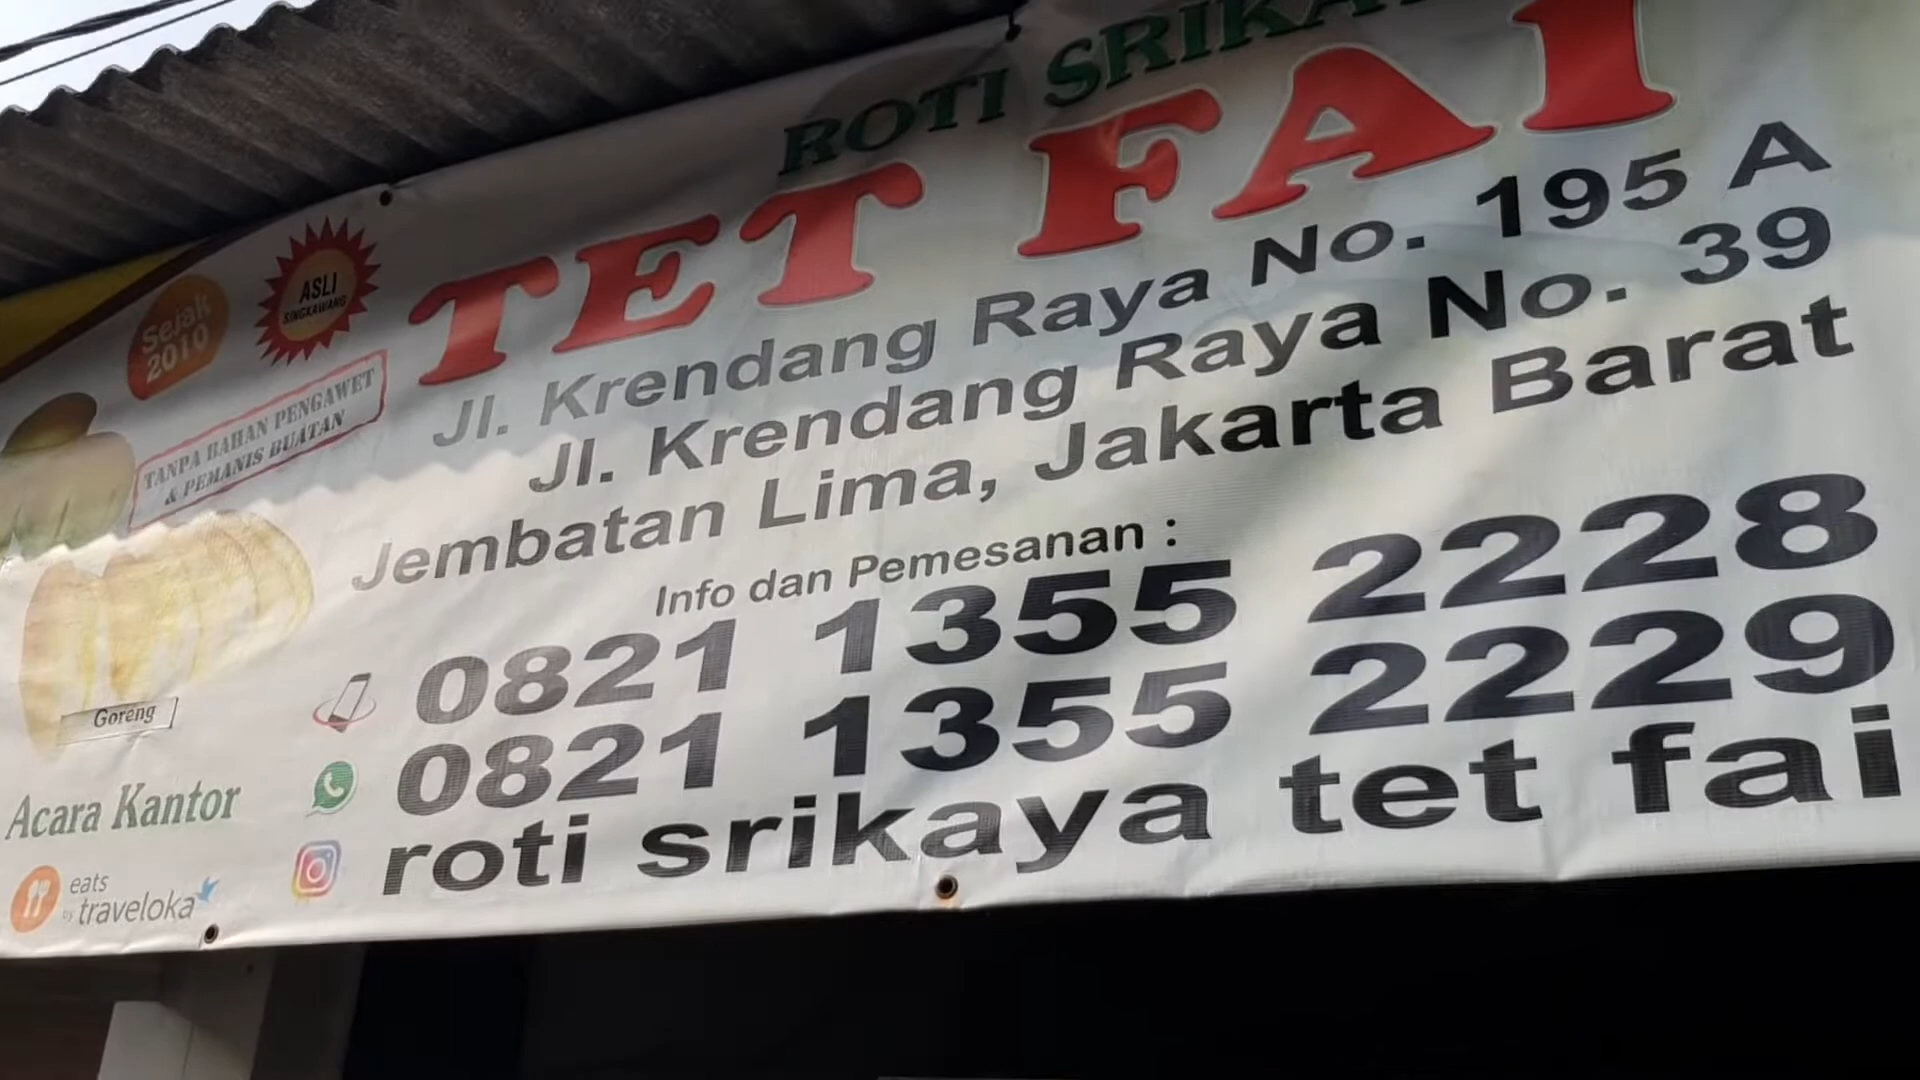 ROTI SRIKA
TET FAI
Sejak
2010
ASLI
SINGKAWANG
TANPA BAHAN PENGAWET
& PEMANIS BUATAN
Jl. Krendang Raya No. 195 A
Jl. Krendang Raya No. 39
Jembatan Lima, Jakarta Barat
Info dan Pemesanan :
0821 1355 2228
0821 1355 2229
roti srikaya tet fai
Goreng
Acara Kantor
eats
by traveloka